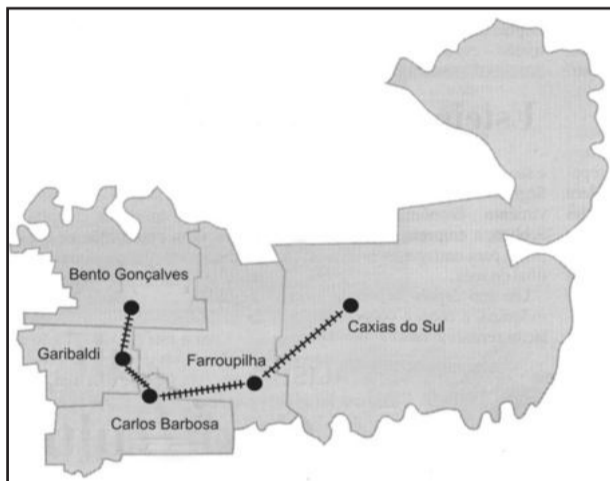 Bento Gonçalves
Caxias do Sul
Garibaldi
Farroupilha
Carlos Barbosa